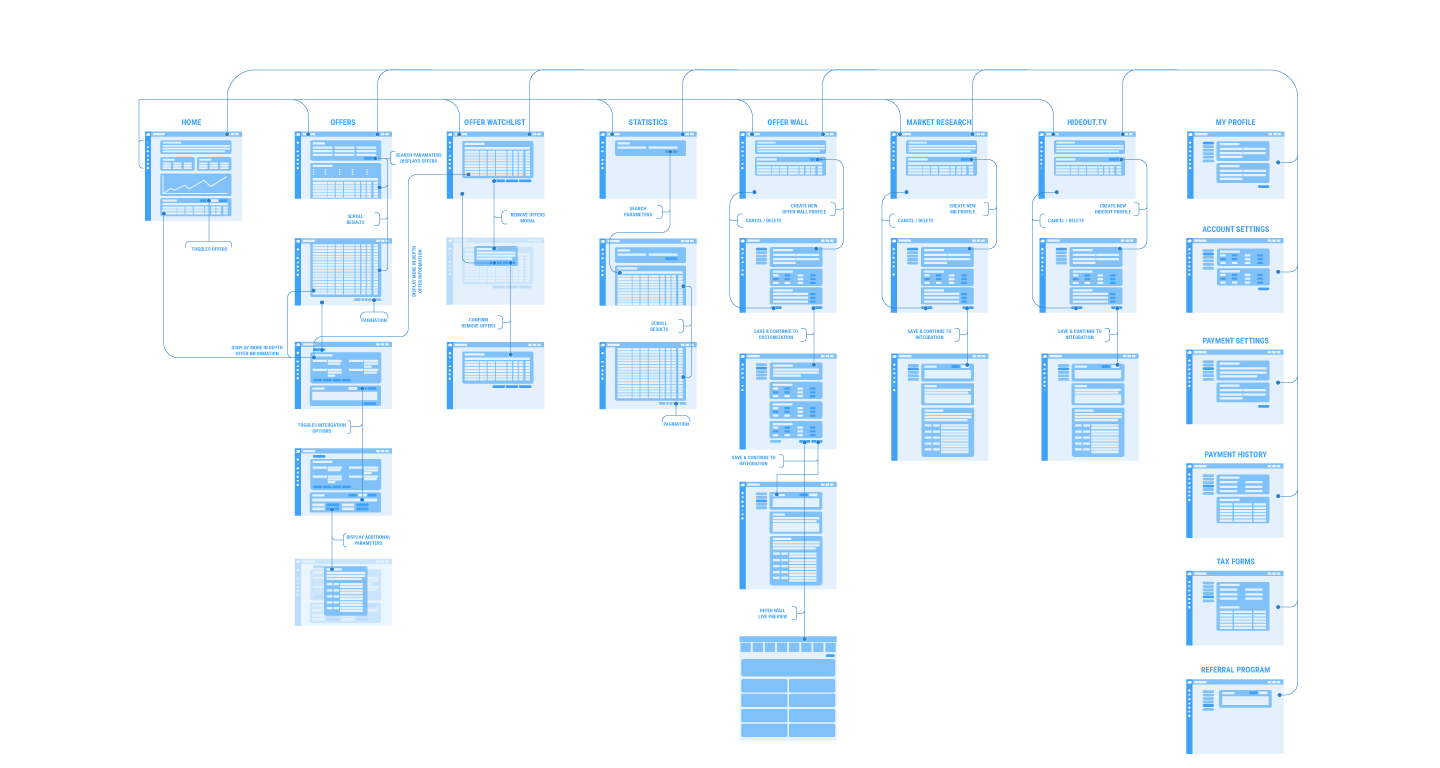 HOME
OFFERS
OFFER WATCHLIST
STATISTICS
OFFER WALL
MARKET RESEARCH
HIDEOUT.TV
MY PROFILE
SEARCH PARAMATERS
DISPLAYS OFFERS
SCROLL
RESULTS
TOGGLES OFFERS
DISPLAY MORE IN DEPTH
OFFER INFORMATION
PAGINATION
DISPLAY MORE IN DEPTH
OFFER INFORMATION
TOGGLES INTERGATION
OPTIONS
DISPLAY ADDITIONAL
PARAMETERS
REMOVE OFFERS
MODAL
CONFIRM
REMOVE OFFERS
SEARCH
PARAMETERS
SCROLL
RESULTS
PAGINATION
CREATE NEW
OFFER WALL PROFILE
CANCEL / DELETE
SAVE & CONTINUE TO
CUSTOMIZATION
SAVE & CONTINUE TO
INTEGRATION
OFFER WALL
LIVE PREVIEW
CREATE NEW
MR PROFILE
CANCEL / DELETE
SAVE & CONTINUE TO
INTEGRATION
CREATE NEW
HIDEOUT PROFILE
CANCEL / DELETE
SAVE & CONTINUE TO
INTEGRATION
ACCOUNT SETTINGS
PAYMENT SETTINGS
PAYMENT HISTORY
TAX FORMS
REFERRAL PROGRAM